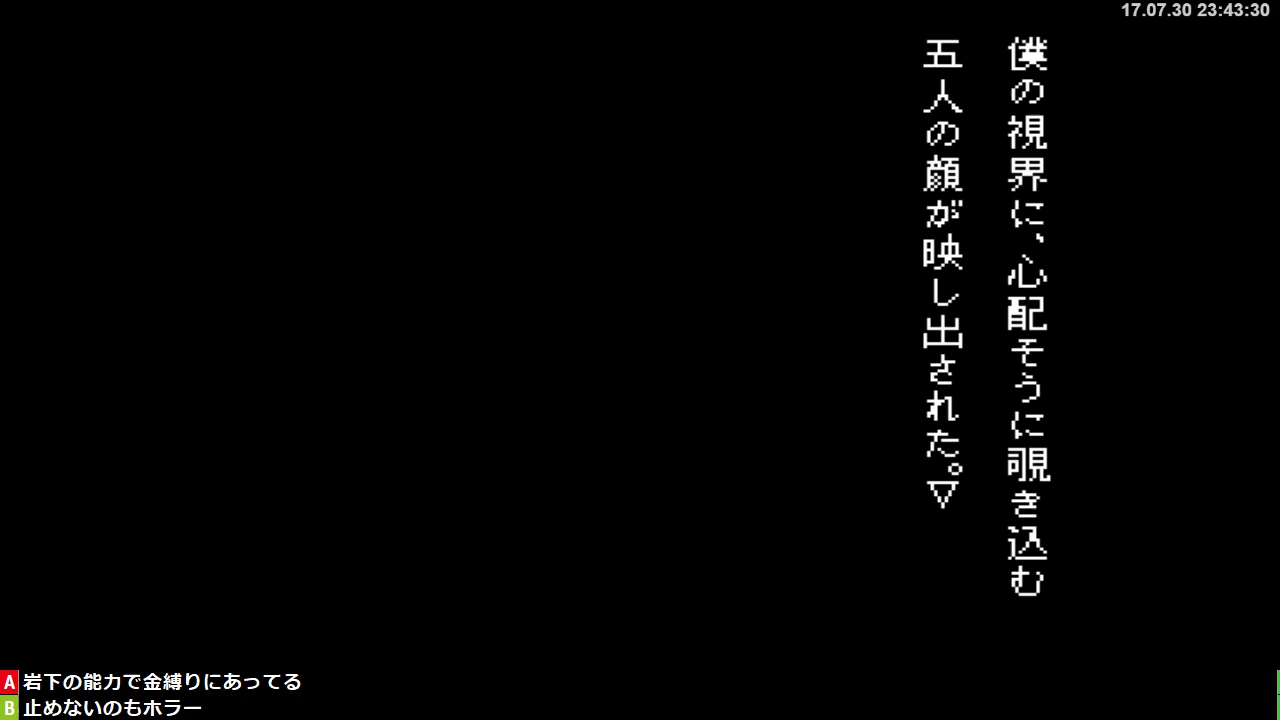 17.07.30 23:43:30
僕の視界に、心配そうに覗き込む
五人の顔が映し出された。▽
A 岩下の能力で金縛りにあってる
B 止めないのもホラー